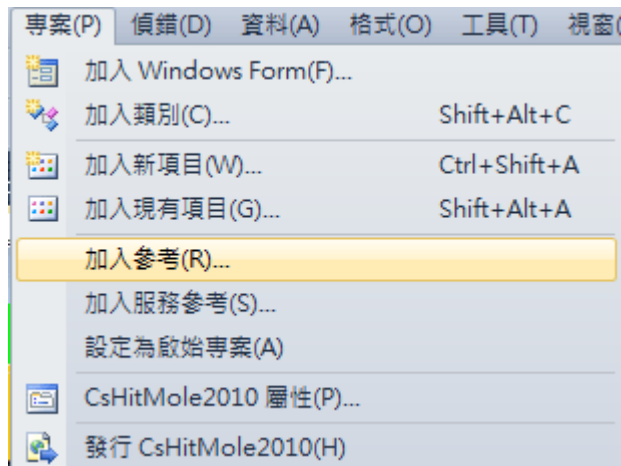 專案(P) 偵錯(D) 資料(A) 格式(O) 工具(T) 視窗(
加入 Windows Form(F)...
加入類別(C)... Shift+Alt+C
加入新項目(W)... Ctrl+Shift+A
加入現有項目(G)... Shift+Alt+A
加入參考(R)...
加入服務參考(S)...
設定為啟始專案(A)
CsHitMole2010 屬性(P)...
發行 CsHitMole2010(H)